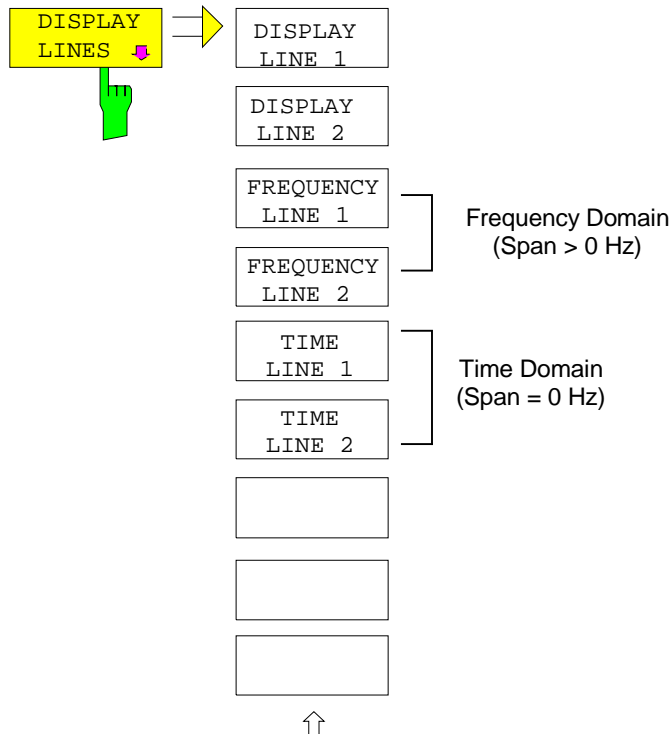 DISPLAY
LINES
DISPLAY
LINE 1
DISPLAY
LINE 2
FREQUENCY
LINE 1
FREQUENCY
LINE 2
Frequency Domain
(Span > 0 Hz)
TIME
LINE 1
TIME
LINE 2
Time Domain
(Span = 0 Hz)